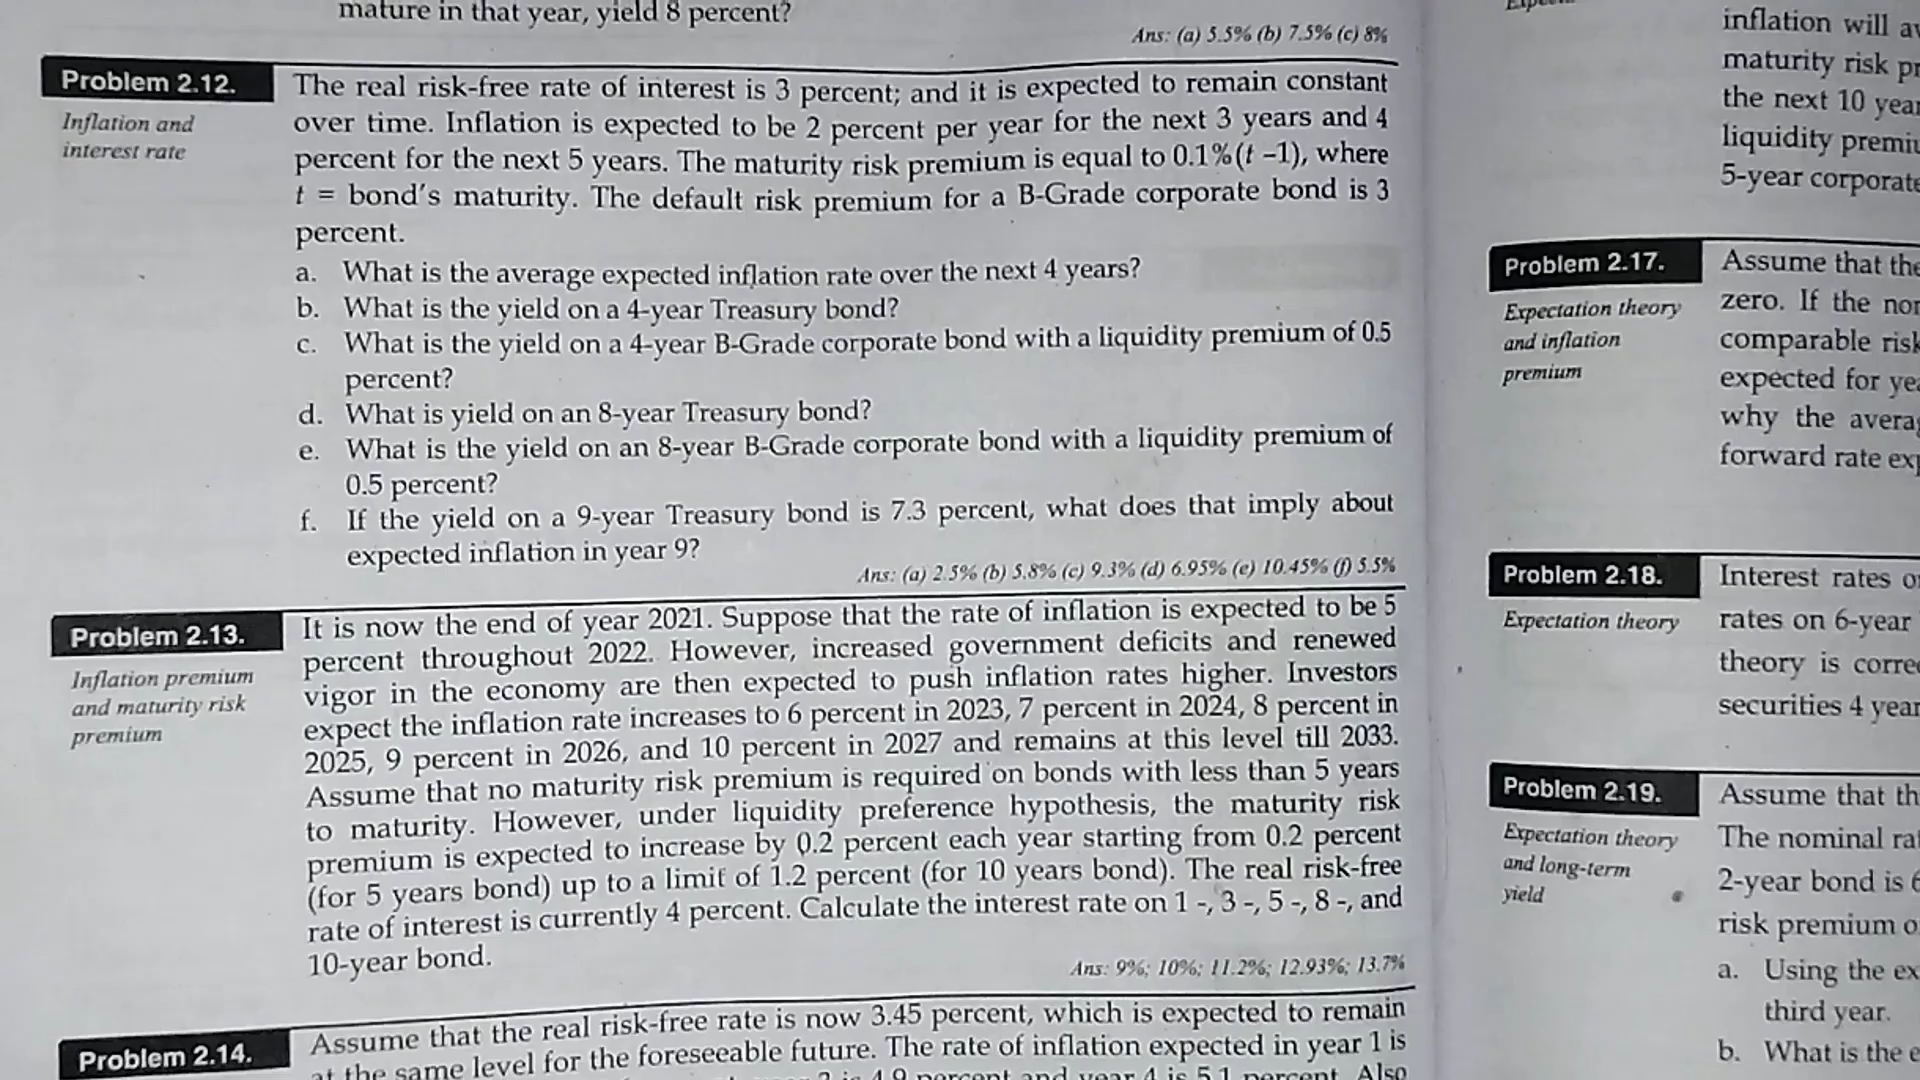 mature in that year, yield 8 percent?
Ans: (a) 5.5% (b) 7.5% (c) 8%
Problem 2.12.
Inflation and
interest rate
The real risk-free rate of interest is 3 percent; and it is expected to remain constant
over time. Inflation is expected to be 2 percent per year for the next 3 years and 4
percent for the next 5 years. The maturity risk premium is equal to 0.1%(t –1), where
t = bond's maturity. The default risk premium for a B-Grade corporate bond is 3
percent.
a. What is the average expected inflation rate over the next 4 years?
b. What is the yield on a 4-year Treasury bond?
c. What is the yield on a 4-year B-Grade corporate bond with a liquidity premium of 0.5
percent?
d. What is yield on an 8-year Treasury bond?
e. What is the yield on an 8-year B-Grade corporate bond with a liquidity premium of
0.5 percent?
f. If the yield on a 9-year Treasury bond is 7.3 percent, what does that imply about
expected inflation in year 9?
Ans: (a) 2.5% (b) 5.8% (c) 9.3% (d) 6.95% (e) 10.45% (f) 5.5%
Problem 2.13.
Inflation premium
and maturity risk
premium
It is now the end of year 2021. Suppose that the rate of inflation is expected to be 5
percent throughout 2022. However, increased government deficits and renewed
vigor in the economy are then expected to push inflation rates higher. Investors
expect the inflation rate increases to 6 percent in 2023, 7 percent in 2024, 8 percent in
2025, 9 percent in 2026, and 10 percent in 2027 and remains at this level till 2033.
Assume that no maturity risk premium is required on bonds with less than 5 years
to maturity. However, under liquidity preference hypothesis, the maturity risk
premium is expected to increase by 0.2 percent each year starting from 0.2 percent
(for 5 years bond) up to a limit of 1.2 percent (for 10 years bond). The real risk-free
rate of interest is currently 4 percent. Calculate the interest rate on 1 -, 3 -, 5 -, 8 -, and
10-year bond.
Ans: 9%; 10%; 11.2%; 12.93%; 13.7%
Problem 2.14.
Assume that the real risk-free rate is now 3.45 percent, which is expected to remain
at the same level for the foreseeable future. The rate of inflation expected in year 1 is
4.9 percent and year 4 is 5.1 percent. Also
inflation will
maturity risk
the next 10
liquidity
5-year
Problem 2.17.
Expectation theory
and inflation
premium
Assume that
zero. If the
comparable
expected for
why the
forward rate
Problem 2.18.
Expectation theory
Interest rates
rates on 6-year
theory is
securities 4
Problem 2.19.
Expectation theory
and long-term
yield
Assume that
The nominal
2-year bond is
risk premium
a. Using the
third year.
b. What is the